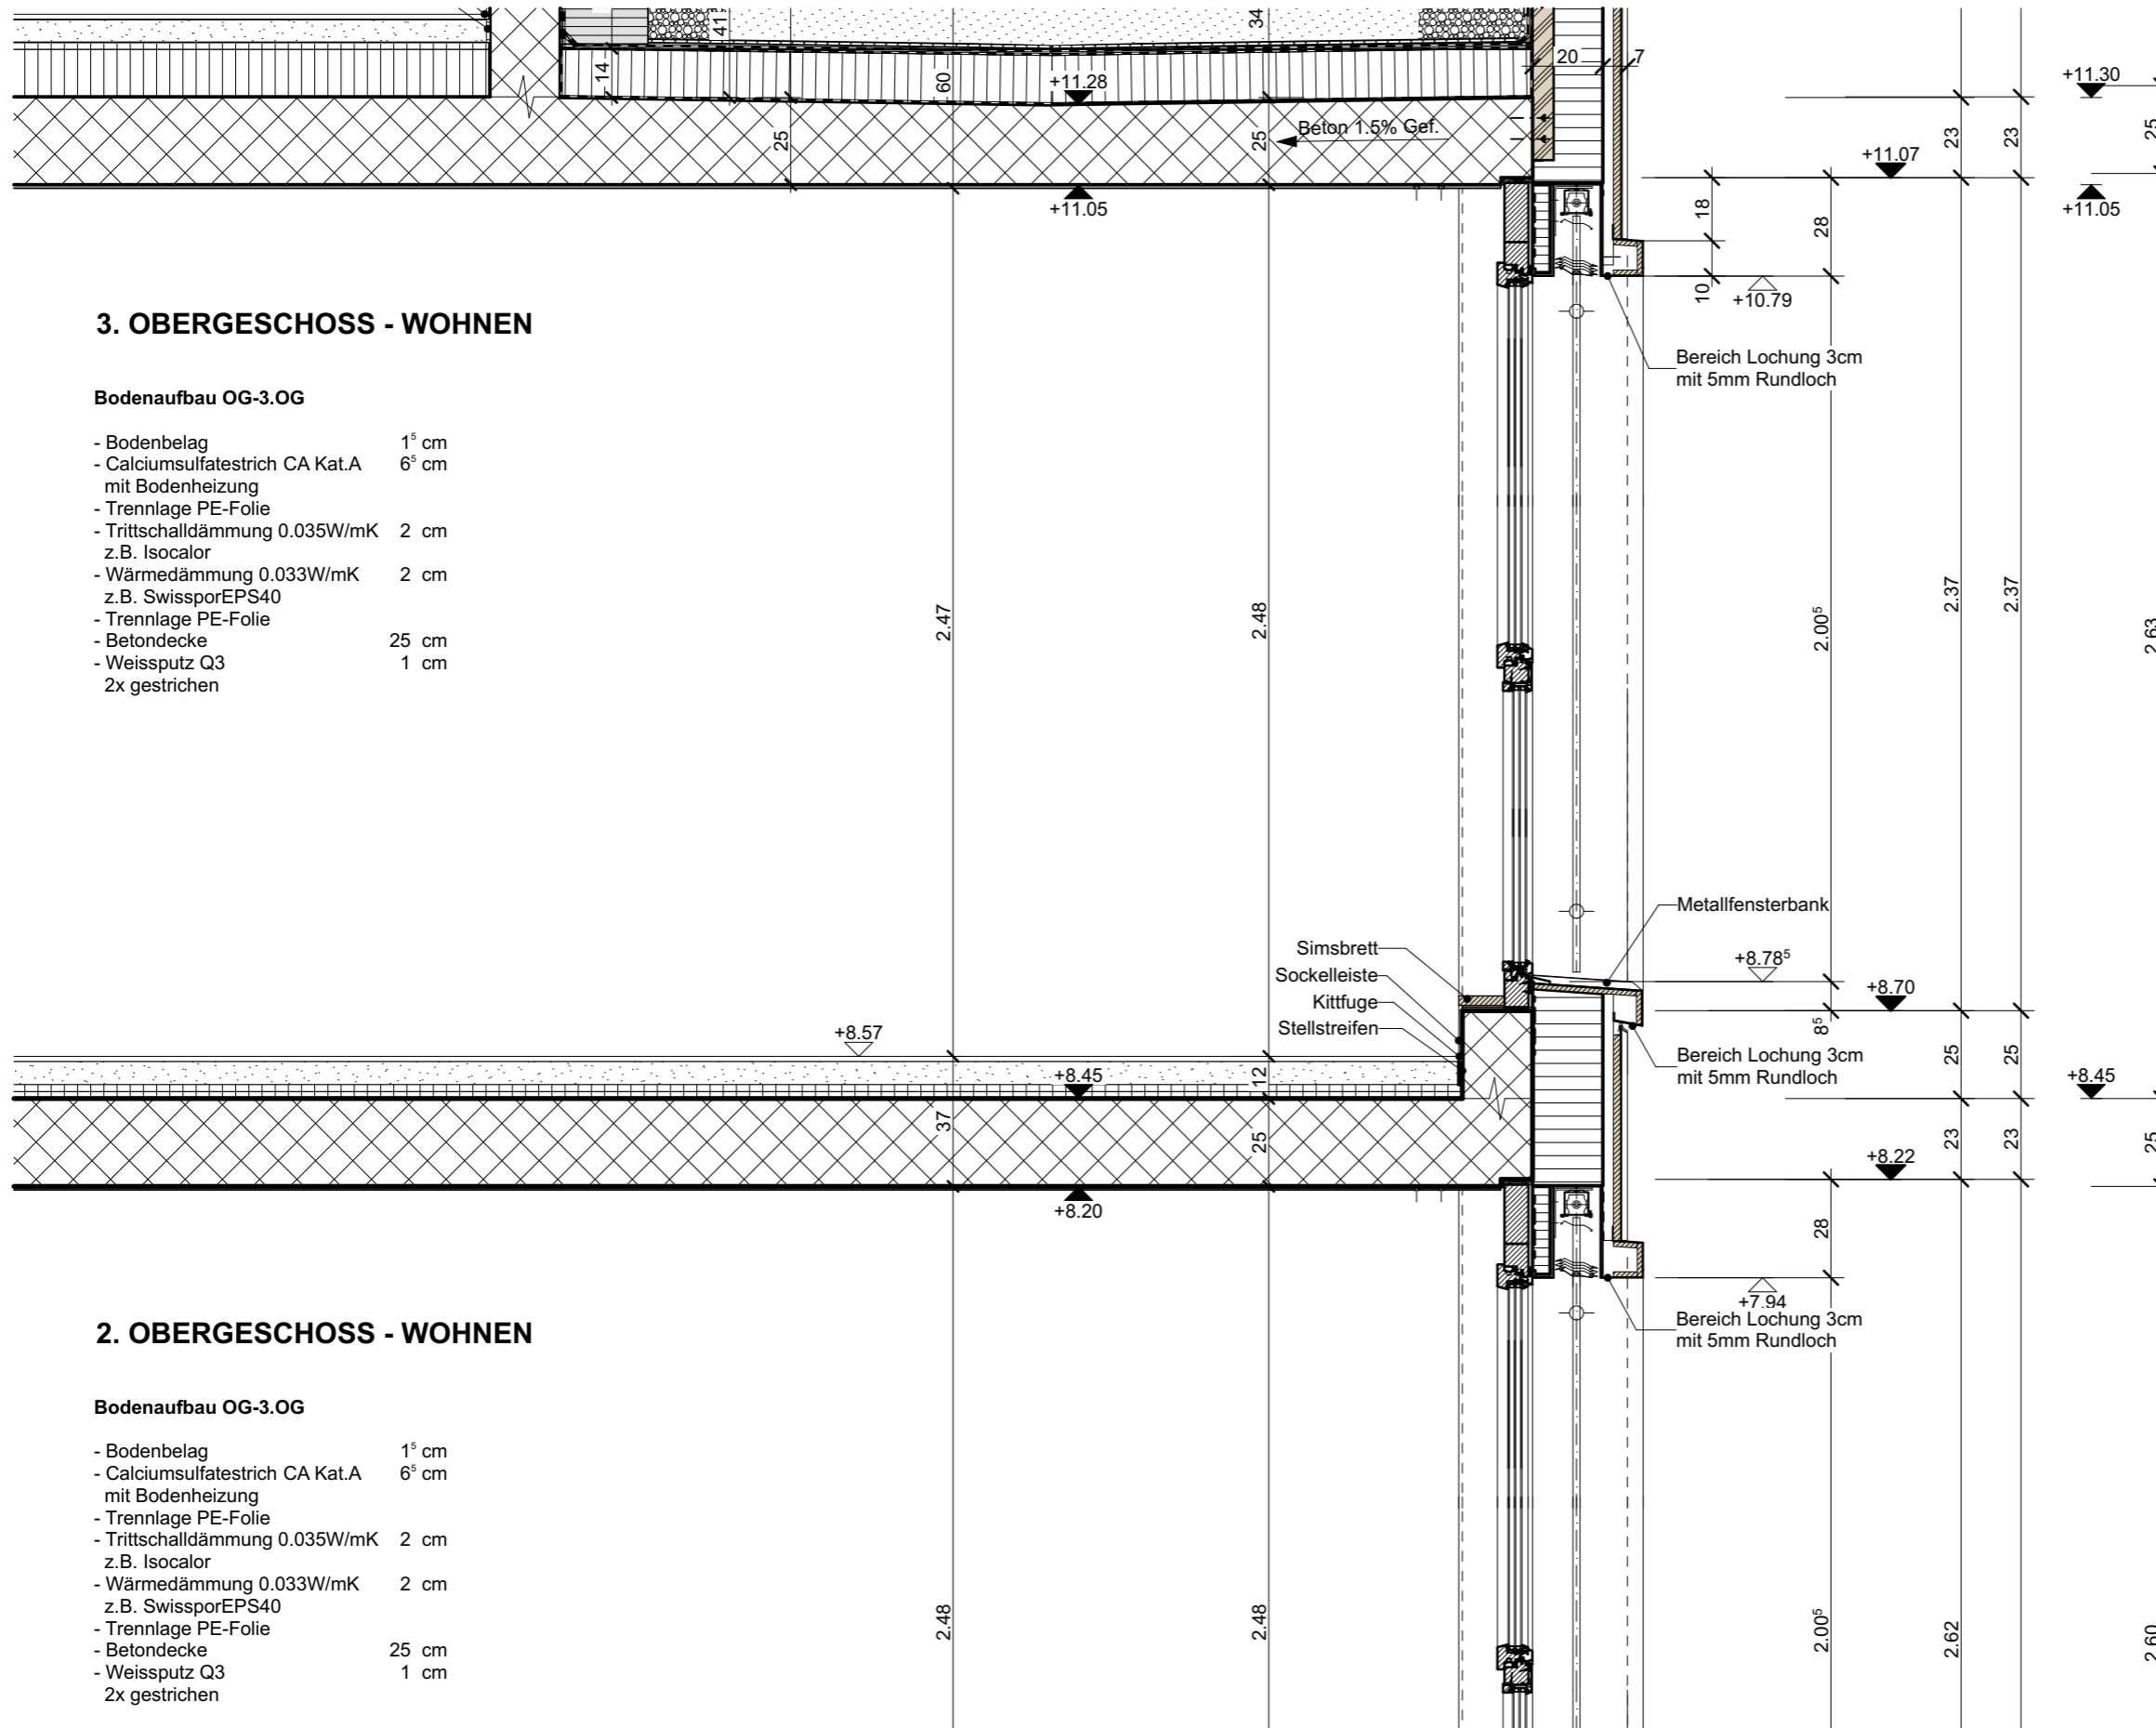 41
34
14
60
20
7
+11.28
+11.30
25
25
Beton 1.5% Gef.
23
23
25
+11.07
+11.05
+11.05
18
28
10
+10.79
3. OBERGESCHOSS - WOHNEN
Bereich Lochung 3cm
mit 5mm Rundloch
Bodenaufbau OG-3.OG
- Bodenbelag 1⁵ cm
- Calciumsulfatestrich CA Kat.A 6⁵ cm
mit Bodenheizung
- Trennlage PE-Folie
- Trittschalldämmung 0.035W/mK 2 cm
z.B. Isocalor
- Wärmedämmung 0.033W/mK 2 cm
z.B. SwissporEPS40
- Trennlage PE-Folie
- Betondecke 25 cm
- Weissputz Q3 1 cm
2x gestrichen
2.47
2.48
2.00⁵
2.37
2.37
2.63
Metallfensterbank
Simsbrett
Sockelleiste
Kittfuge
Stellstreifen
+8.78⁵
+8.70
+8.57
8⁵
25
25
Bereich Lochung 3cm
mit 5mm Rundloch
+8.45
12
+8.45
37
25
23
23
25
+8.22
+8.20
28
+7.94
Bereich Lochung 3cm
mit 5mm Rundloch
2. OBERGESCHOSS - WOHNEN
Bodenaufbau OG-3.OG
- Bodenbelag 1⁵ cm
- Calciumsulfatestrich CA Kat.A 6⁵ cm
mit Bodenheizung
- Trennlage PE-Folie
- Trittschalldämmung 0.035W/mK 2 cm
z.B. Isocalor
- Wärmedämmung 0.033W/mK 2 cm
z.B. SwissporEPS40
- Trennlage PE-Folie
- Betondecke 25 cm
- Weissputz Q3 1 cm
2x gestrichen
2.48
2.48
2.00⁵
2.62
2.60